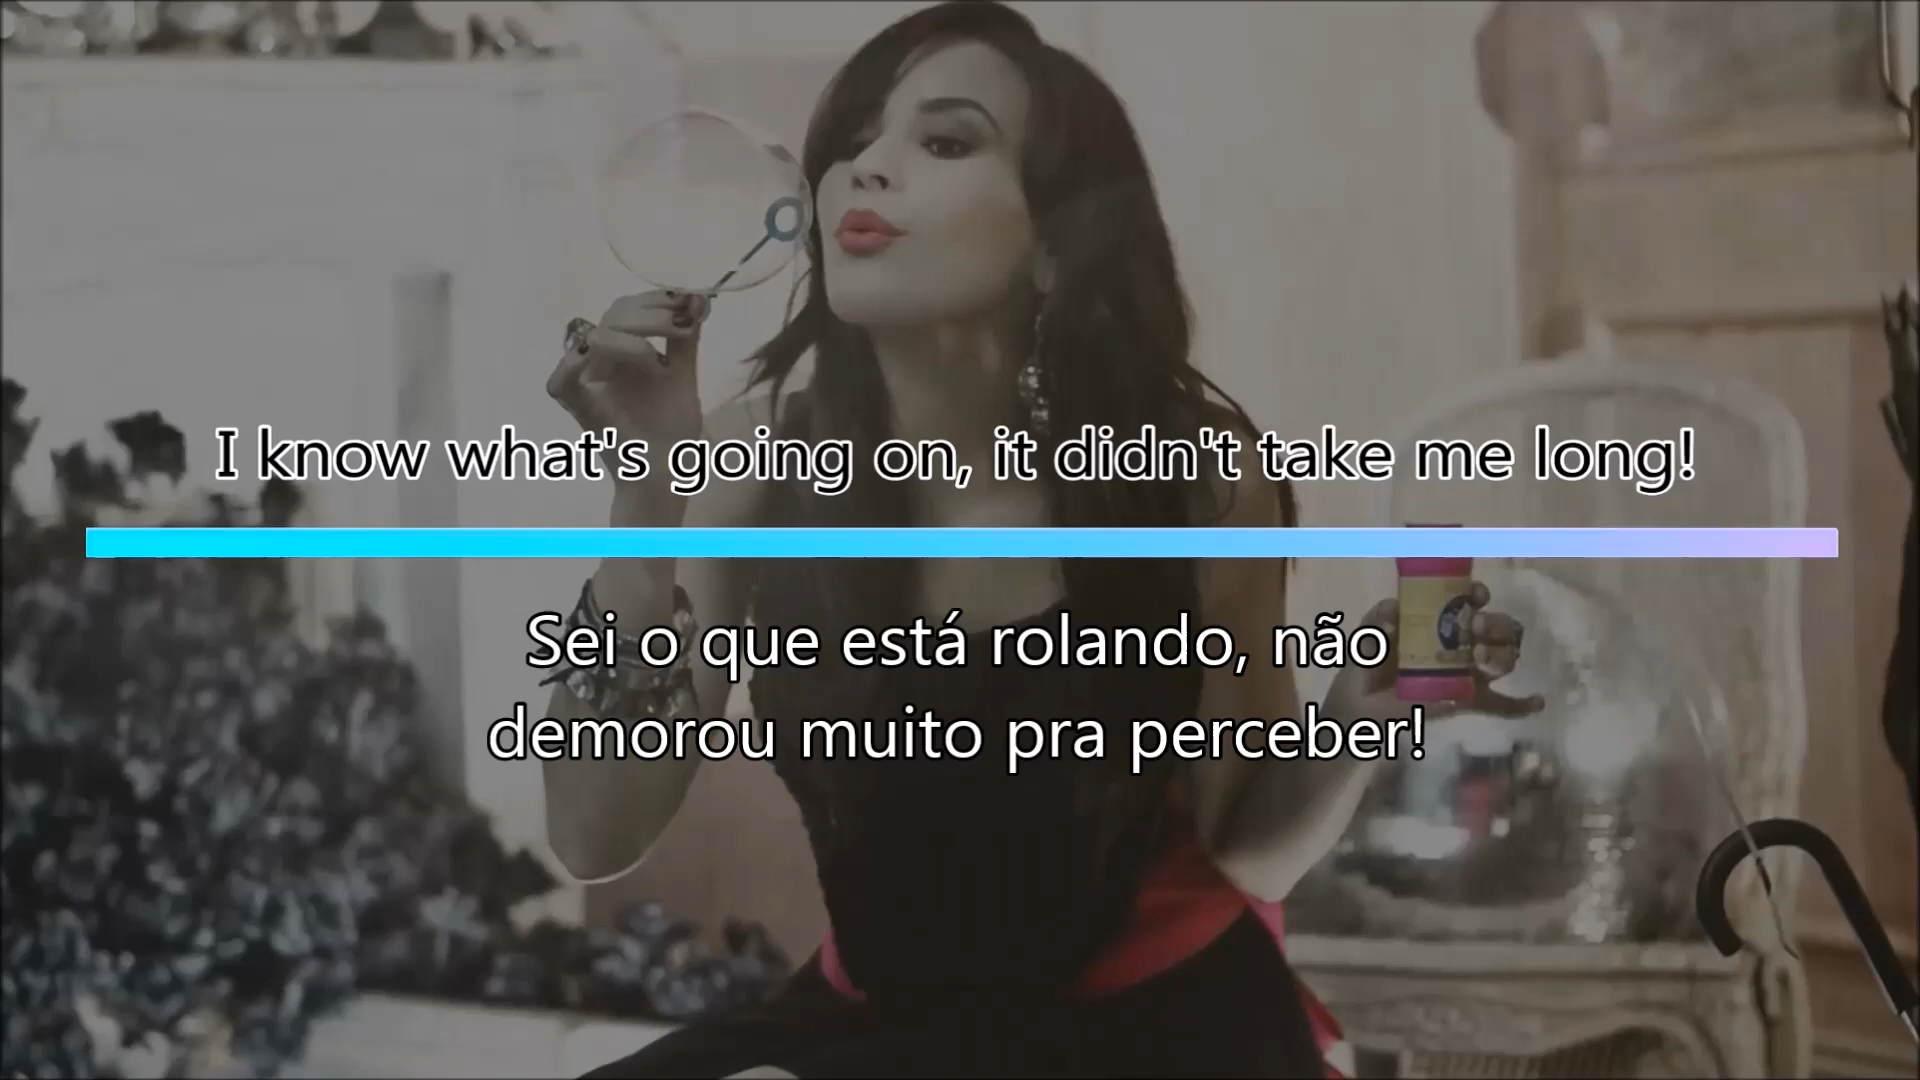 I know what's going on, it didn't take me long!
Sei o que está rolando, não
demorou muito pra perceber!